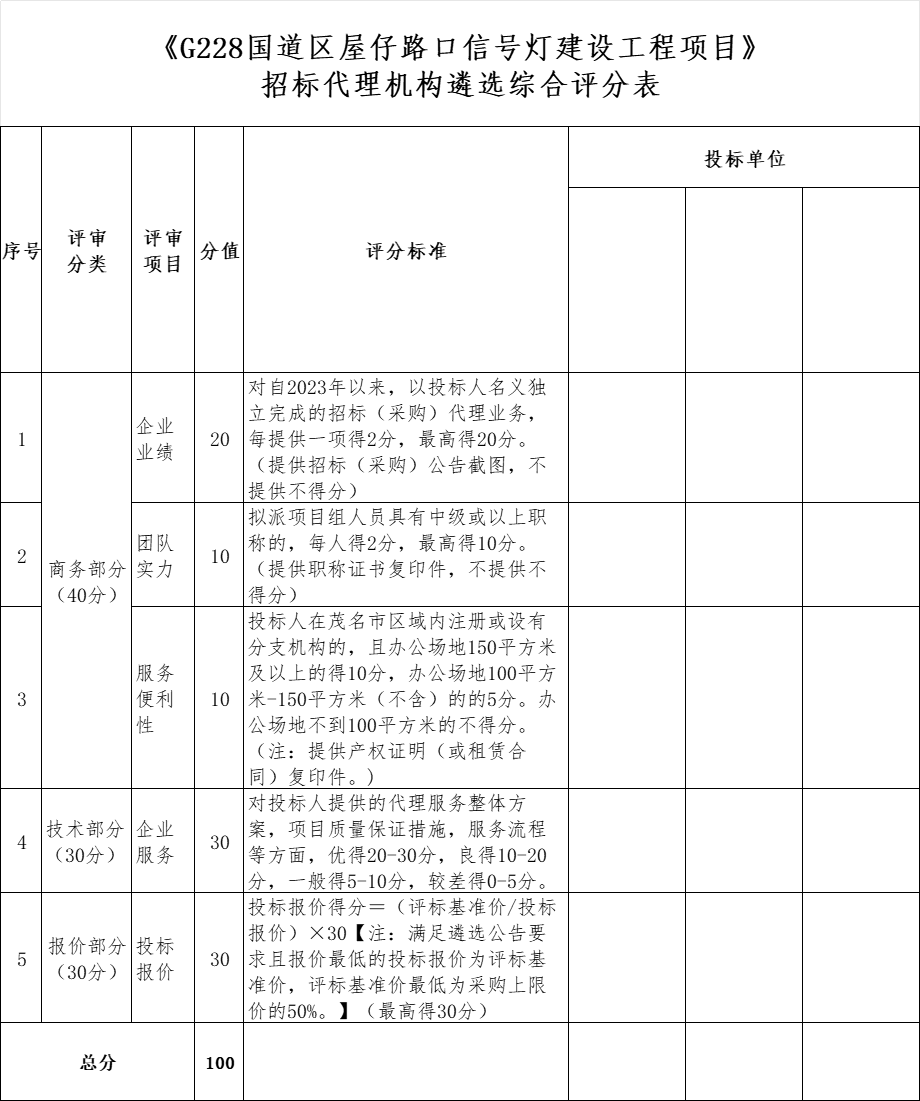 《G228国道区屋仔路口信号灯建设工程项目》
招标代理机构遴选综合评分表
序号
评审
分类
评审
项目
分值
评分标准
投标单位
1
商务部分
（40分）
企业
业绩
20
对自2023年以来，以投标人名义独
立完成的招标（采购）代理业务，
每提供一项得2分，最高得20分。
（提供招标（采购）公告截图，不
提供不得分）
2
团队
实力
10
拟派项目组人员具有中级或以上职
称的，每人得2分，最高得10分。
（提供职称证书复印件，不提供不
得分）
3
服务
便利
性
10
投标人在茂名市区域内注册或设有
分支机构的，且办公场地150平方米
及以上的得10分，办公场地100平方
米-150平方米（不含）的的5分。办
公场地不到100平方米的不得分。
（注：提供产权证明（或租赁合
同）复印件。)
4
技术部分
（30分）
企业
服务
30
对投标人提供的代理服务整体方
案，项目质量保证措施，服务流程
等方面，优得20-30分，良得10-20
分，一般得5-10分，较差得0-5分。
5
报价部分
（30分）
投标
报价
30
投标报价得分＝（评标基准价/投标
报价）×30【注：满足遴选公告要
求且报价最低的投标报价为评标基
准价，评标基准价最低为采购上限
价的50%。】（最高得30分）
总分
100